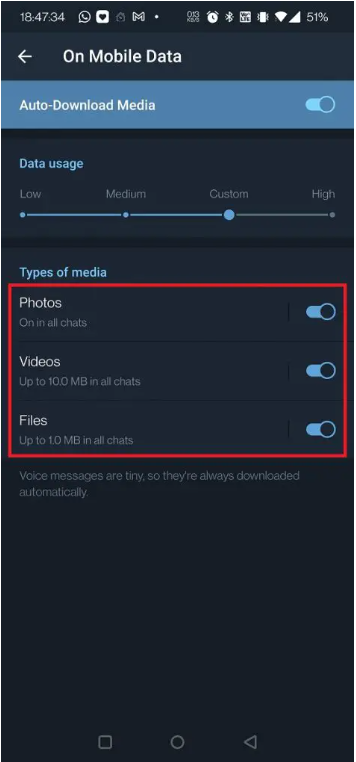 18:47:34 51%
On Mobile Data
Auto-Download Media
Data usage
Low Medium Custom High
Types of media
Photos
On in all chats
Videos
Up to 10.0 MB in all chats
Files
Up to 1.0 MB in all chats
Voice messages are tiny, so they're always downloaded
automatically.